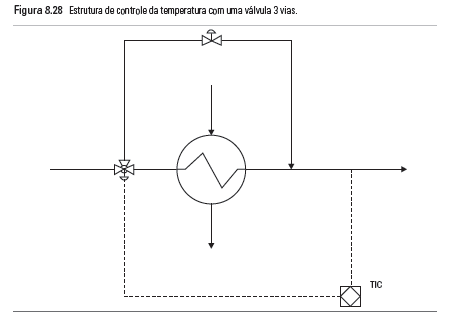 Figura 8.28 Estrutura de controle da temperatura com uma válvula 3 vias.
TIC